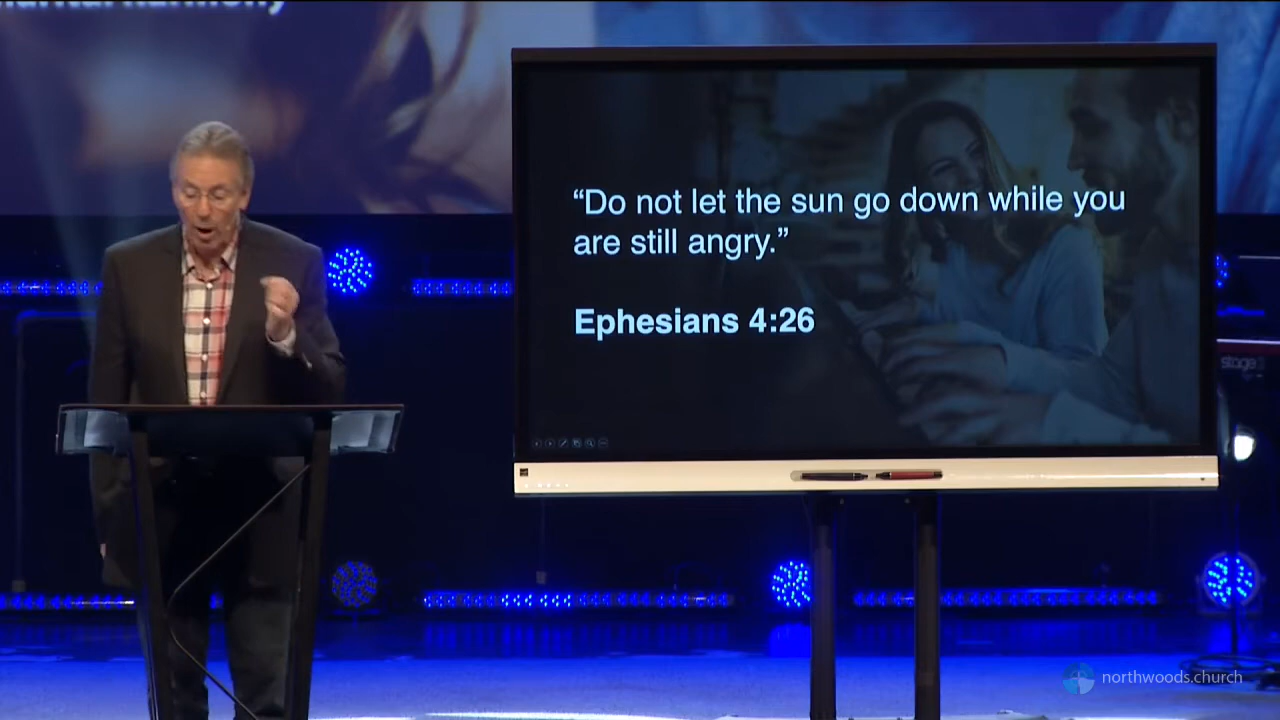 “Do not let the sun go down while you
are still angry.”
Ephesians 4:26
northwoods.church